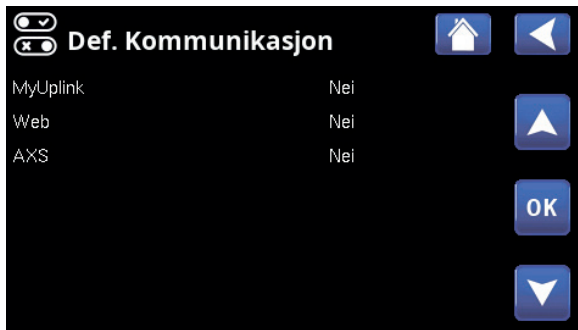 Def. Kommunikasjon
MyUplink Nei
Web Nei
AXS Nei
OK